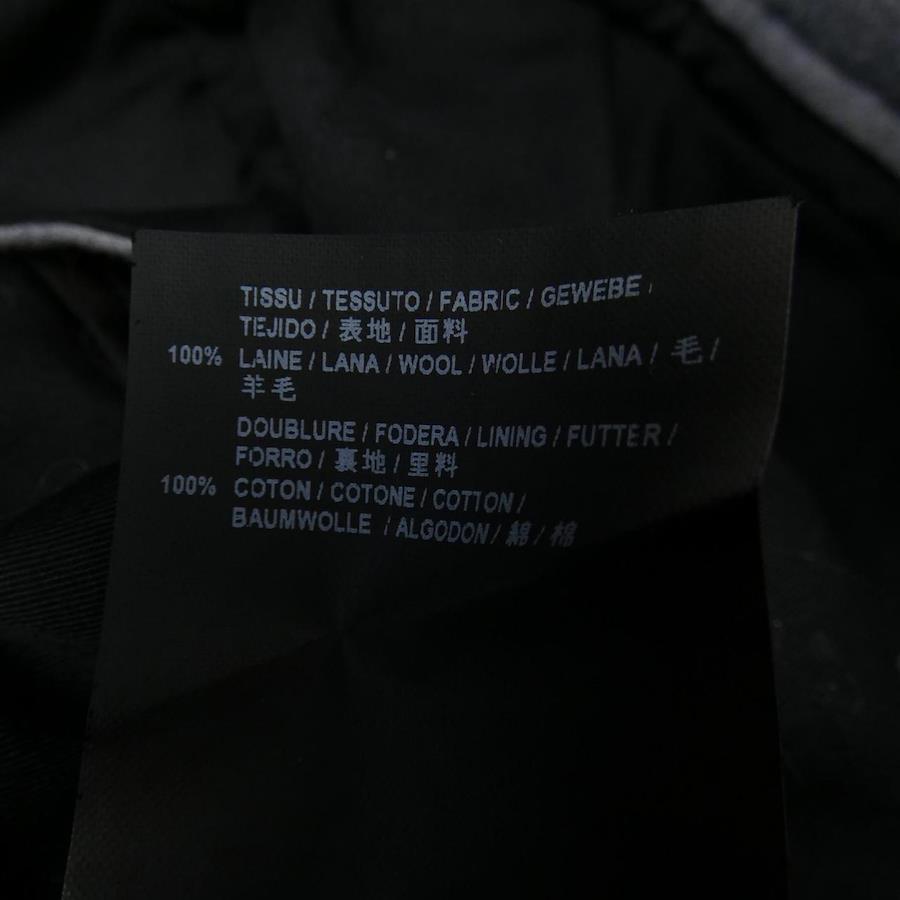 TISSU / TESSUTO / FABRIC / GEWEBE /
TEJIDO / 表地 / 面料
100% LAINE / LANA / WOOL / WOLLE / LANA / 毛 /
羊毛
DOUBLURE / FODERA / LINING / FUTTER /
FORRO / 裏地 / 里料
100% COTON / COTONE / COTTON /
BAUMWOLLE / ALGODON / 綿 / 棉